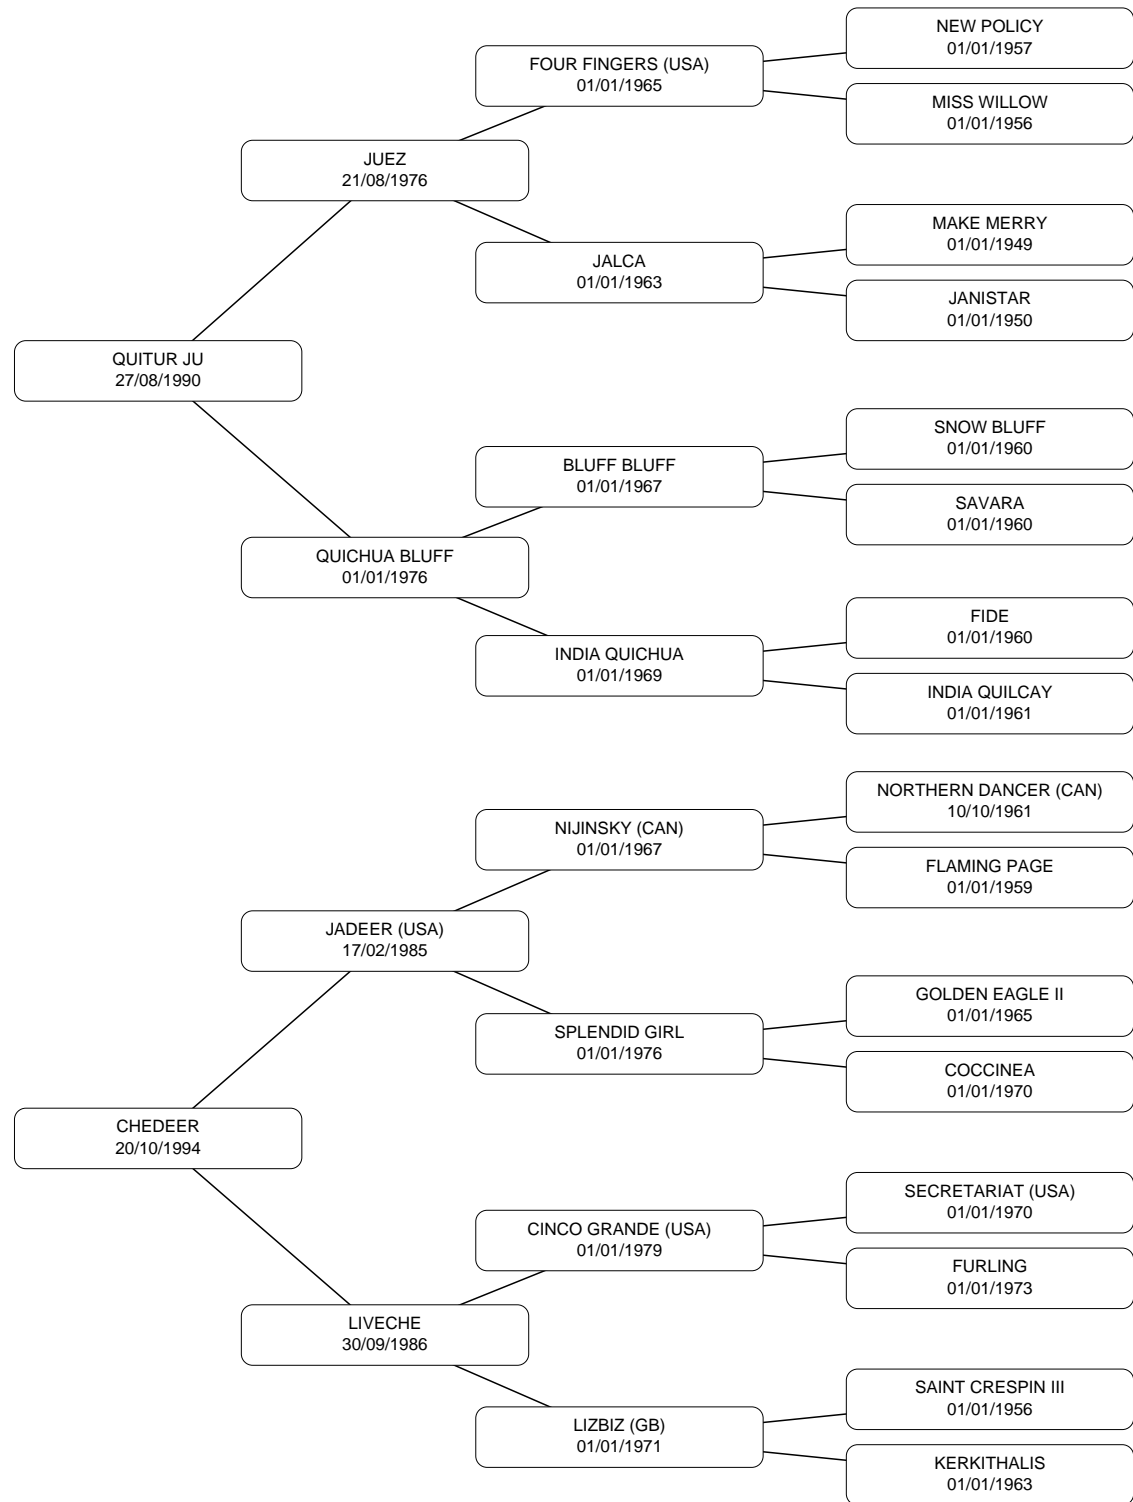 NEW POLICY
01/01/1957
FOUR FINGERS (USA)
01/01/1965
MISS WILLOW
01/01/1956
JUEZ
21/08/1976
MAKE MERRY
01/01/1949
JALCA
01/01/1963
JANISTAR
01/01/1950
QUITUR JU
27/08/1990
SNOW BLUFF
01/01/1960
BLUFF BLUFF
01/01/1967
SAVARA
01/01/1960
QUICHUA BLUFF
01/01/1976
FIDE
01/01/1960
INDIA QUICHUA
01/01/1969
INDIA QUILCAY
01/01/1961
NORTHERN DANCER (CAN)
10/10/1961
NIJINSKY (CAN)
01/01/1967
FLAMING PAGE
01/01/1959
JADEER (USA)
17/02/1985
GOLDEN EAGLE II
01/01/1965
SPLENDID GIRL
01/01/1976
COCCINEA
01/01/1970
CHEDEER
20/10/1994
SECRETARIAT (USA)
01/01/1970
CINCO GRANDE (USA)
01/01/1979
FURLING
01/01/1973
LIVECHE
30/09/1986
SAINT CRESPIN III
01/01/1956
LIZBIZ (GB)
01/01/1971
KERKITHALIS
01/01/1963